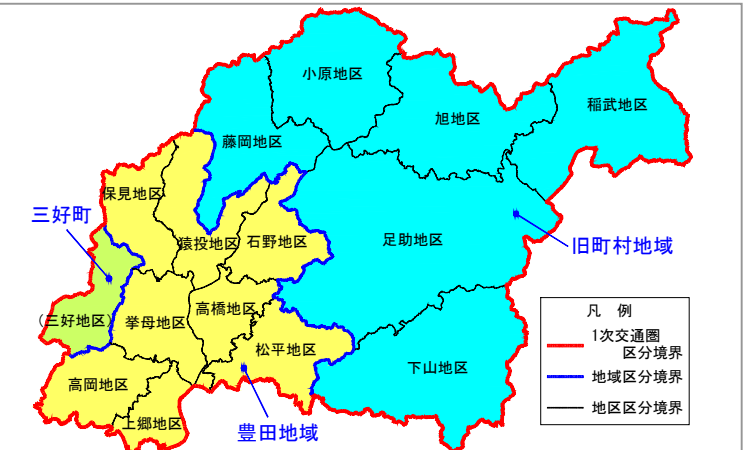 小原地区
稲武地区
旭地区
藤岡地区
保見地区
三好町
猿投地区
石野地区
足助地区
旧町村地域
(三好地区)
挙母地区
高橋地区
松平地区
下山地区
高岡地区
上郷地区
豊田地域
凡 例
1次交通圏
区分境界
地域区分境界
地区区分境界